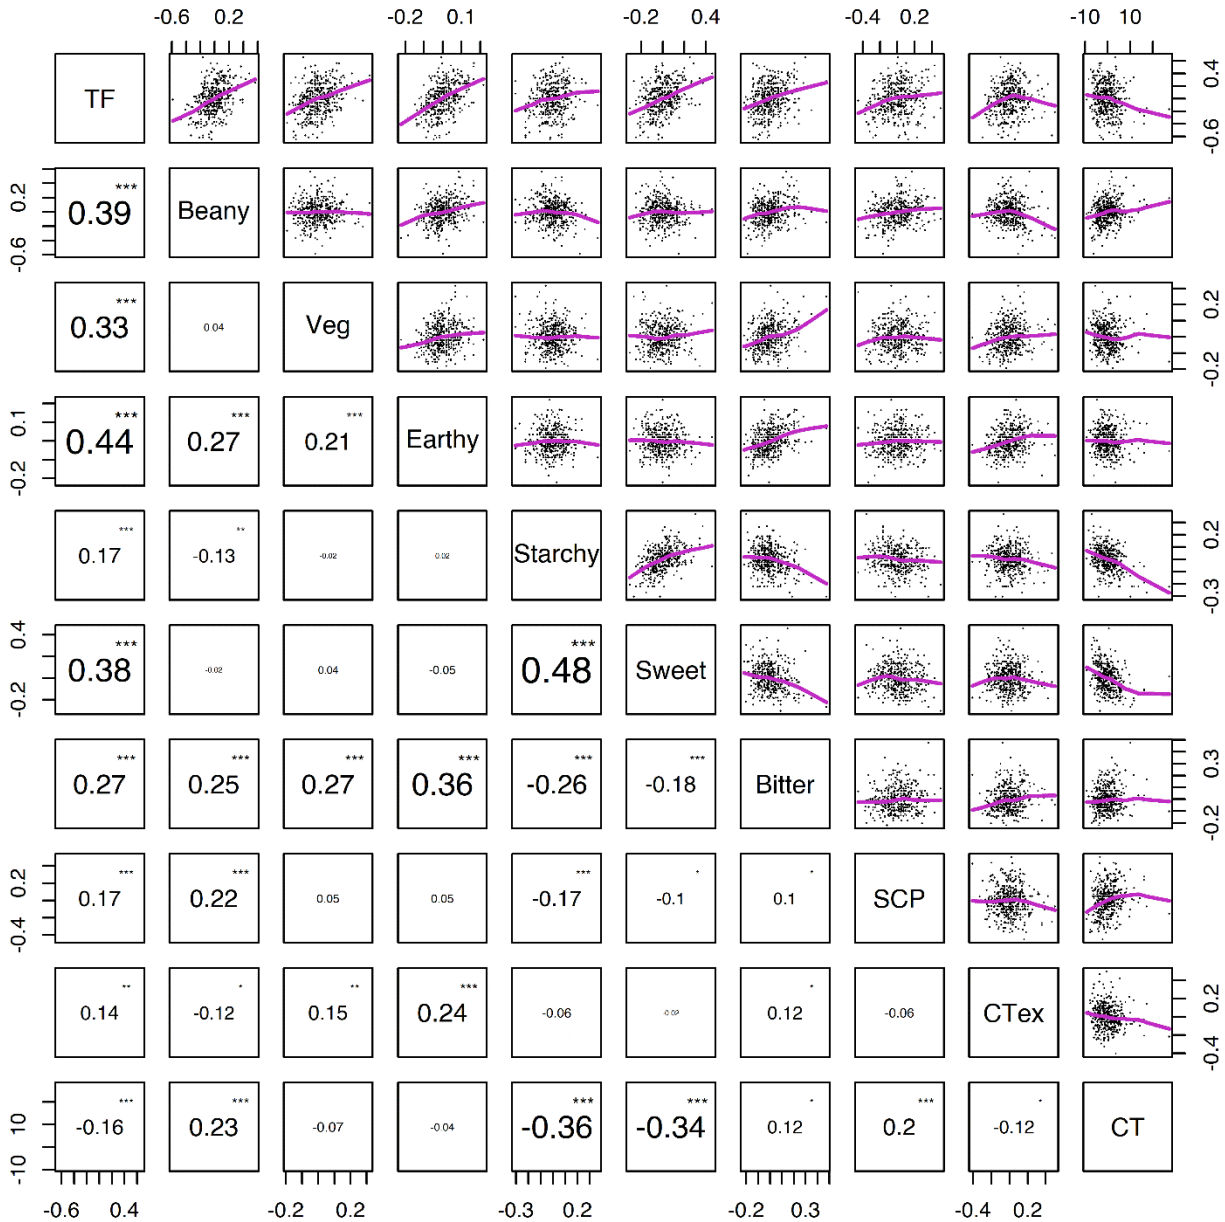 -0.6 0.2 -0.2 0.1 -0.2 0.4 -0.4 0.2 -10 10
TF 0.4 -0.6
0.2 -0.6 0.39 *** Beany
0.33 *** 0.04 Veg 0.2 -0.2
0.1 -0.2 0.44 *** 0.27 *** 0.21 *** Earthy
0.17 *** -0.13 ** -0.02 0.02 Starchy 0.2 -0.3
0.4 -0.2 0.38 *** -0.02 0.04 -0.05 0.48 *** Sweet
0.27 *** 0.25 *** 0.27 *** 0.36 *** -0.26 *** -0.18 *** Bitter 0.3 -0.2
0.2 -0.4 0.17 *** 0.22 *** 0.05 0.05 -0.17 *** -0.1 * 0.1 * SCP
0.14 ** -0.12 * 0.15 ** 0.24 *** -0.06 -0.02 0.12 * -0.06 CTex 0.2 -0.4
10 -10 -0.16 *** 0.23 *** -0.07 -0.04 -0.36 *** -0.34 *** 0.12 * 0.2 *** -0.12 * CT
-0.6 0.4 -0.2 0.2 -0.3 0.2 -0.2 0.3 -0.4 0.2